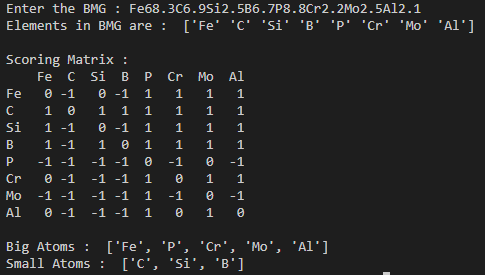 Enter the BMG : Fe68.3C6.9Si2.5B6.7P8.8Cr2.2Mo2.5Al2.1
Elements in BMG are :  ['Fe' 'C' 'Si' 'B' 'P' 'Cr' 'Mo' 'Al']
Scoring Matrix :
    Fe  C  Si  B  P  Cr  Mo  Al
Fe   0 -1   0 -1  1   1   1   1
C    1  0   1  1  1   1   1   1
Si   1 -1   0 -1  1   1   1   1
B    1 -1   1  0  1   1   1   1
P   -1 -1  -1 -1  0  -1   0  -1
Cr   0 -1  -1 -1  1   0   1   1
Mo  -1 -1  -1 -1  1  -1   0  -1
Al   0 -1  -1 -1  1   0   1   0
Big Atoms :  ['Fe', 'P', 'Cr', 'Mo', 'Al']
Small Atoms :  ['C', 'Si', 'B']